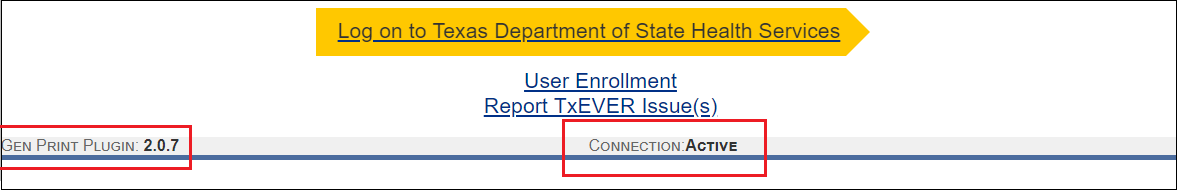 Log on to Texas Department of State Health Services
User Enrollment
Report TxEVER Issue(s)
Gen Print Plugin: 2.0.7 Connection:Active